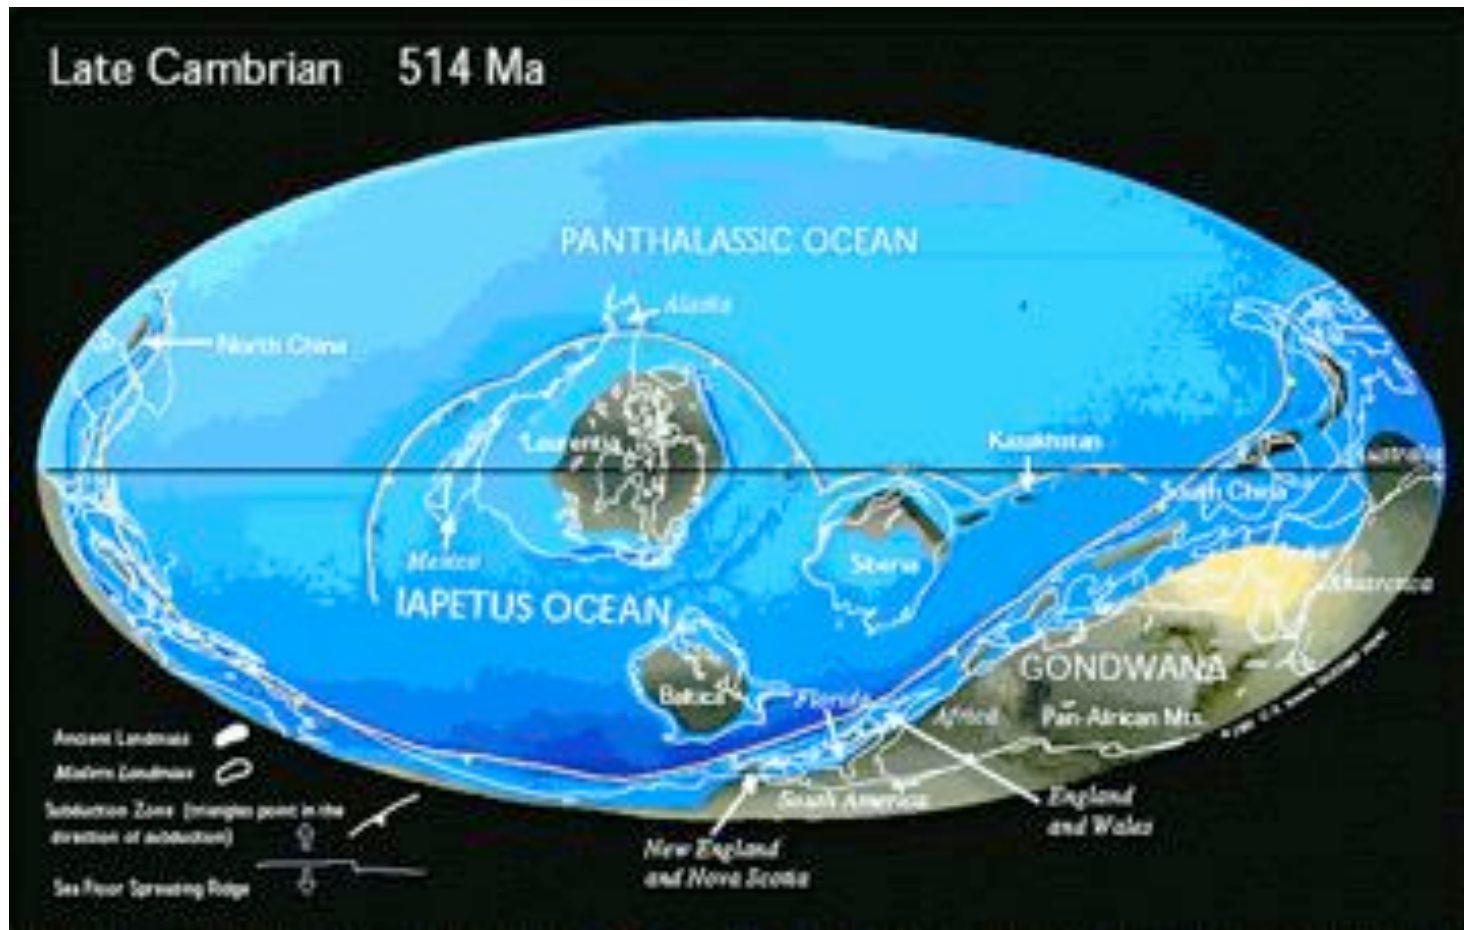 Late Cambrian 514 Ma
PANTHALASSIC OCEAN
Alaska
North China
Laurentia
Kazakhstan
Australia
South China
Mexico
Siberia
Antarctica
IAPETUS OCEAN
GONDWANA
Baltica
Florida
Africa
Pan-African Mts.
South America
England
and Wales
New England
and Nova Scotia
Ancient Landmass
Modern Landmass
Subduction Zone (triangles point in the
direction of subduction)
Sea Floor Spreading Ridge